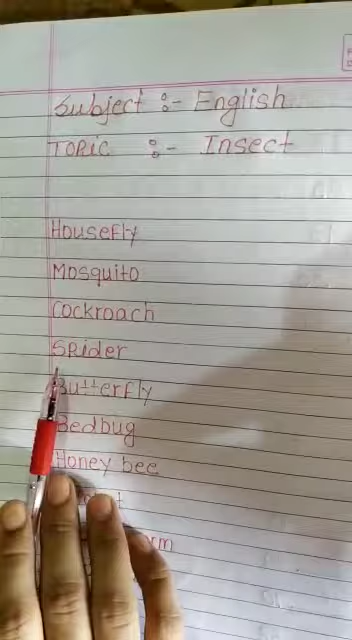 Subject :- English
TOPIC :- Insect
Housefly
Mosquito
Cockroach
Spider
Butterfly
Bedbug
Honey bee